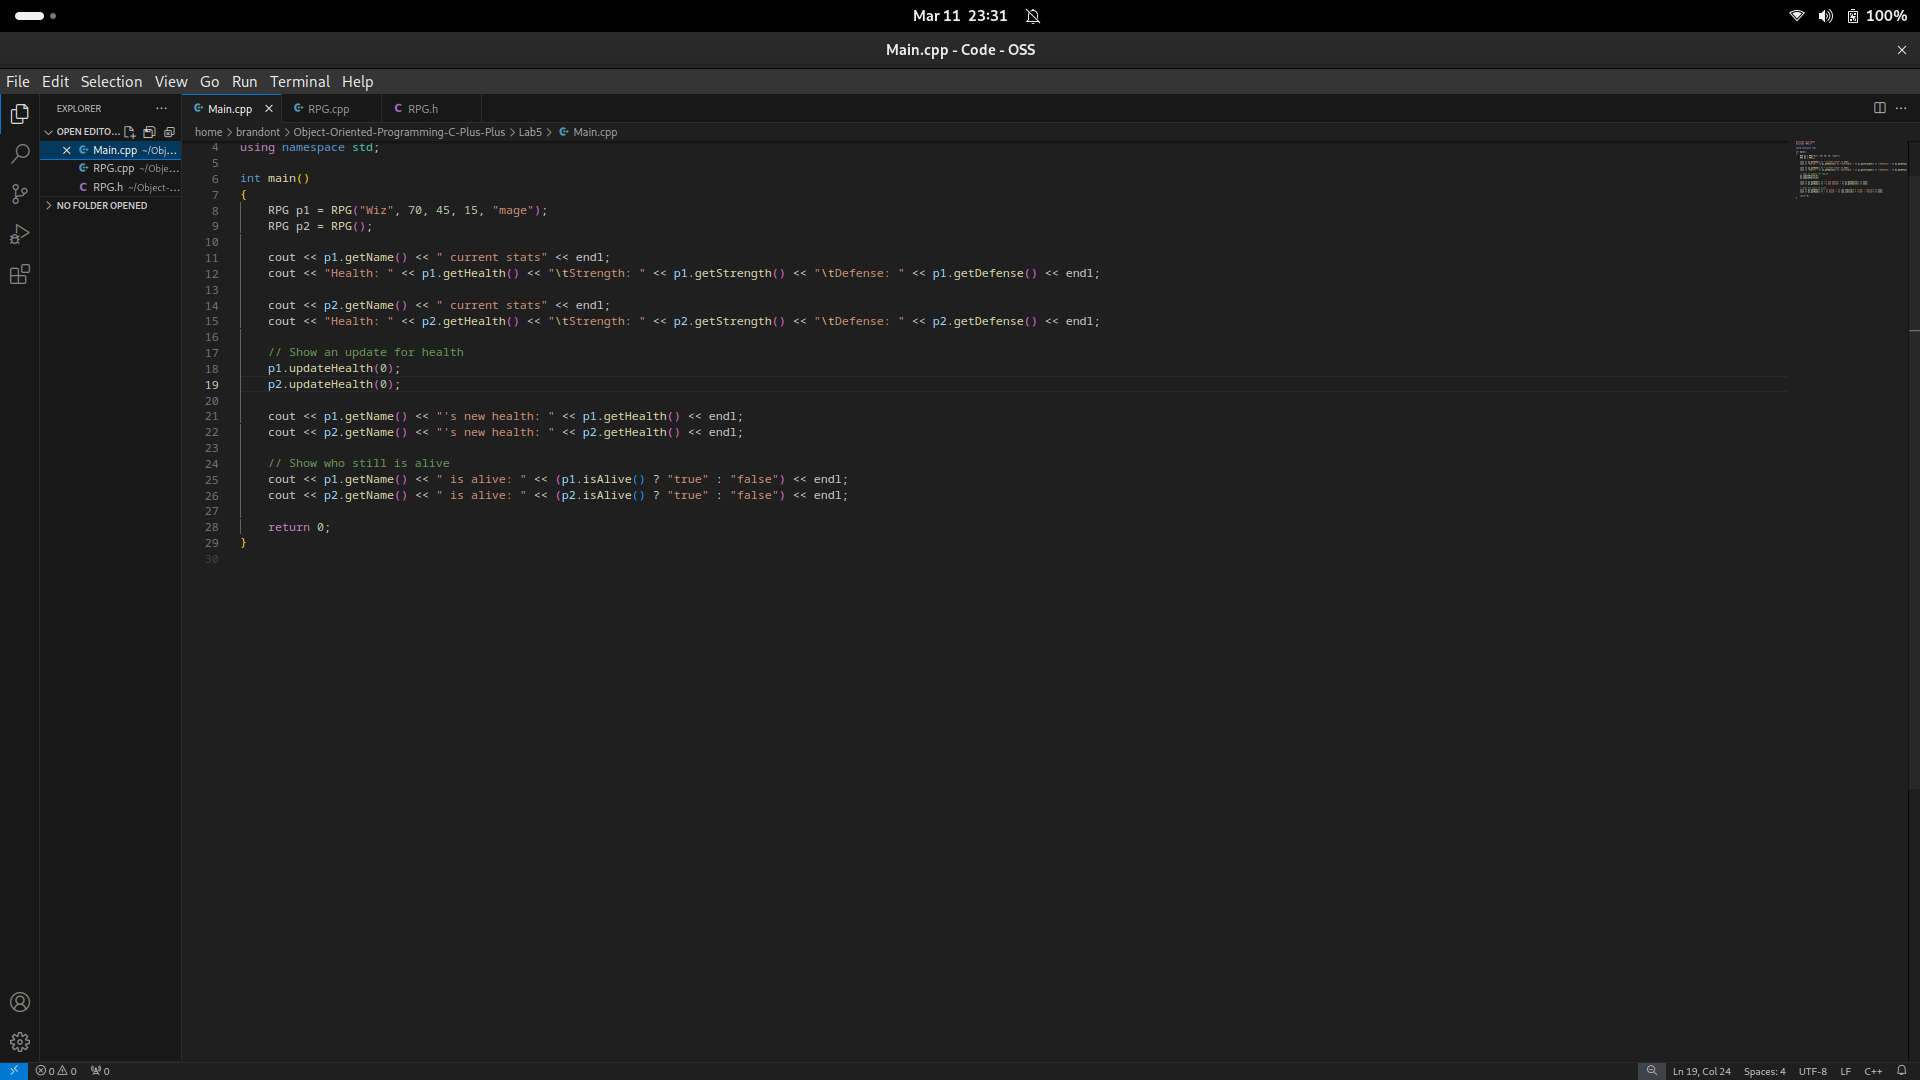 Mar 11 23:31
100%
Main.cpp - Code - OSS
File Edit Selection View Go Run Terminal Help
EXPLORER
Main.cpp
RPG.cpp
RPG.h
OPEN EDITO...
home > brandont > Object-Oriented-Programming-C-Plus-Plus > Lab5 > Main.cpp
Main.cpp ~/Obj...
RPG.cpp ~/Obje...
RPG.h ~/Object-...
NO FOLDER OPENED
4 using namespace std;
5
6 int main()
7 {
8     RPG p1 = RPG("Wiz", 70, 45, 15, "mage");
9     RPG p2 = RPG();
10
11     cout << p1.getName() << " current stats" << endl;
12     cout << "Health: " << p1.getHealth() << "\tStrength: " << p1.getStrength() << "\tDefense: " << p1.getDefense() << endl;
13
14     cout << p2.getName() << " current stats" << endl;
15     cout << "Health: " << p2.getHealth() << "\tStrength: " << p2.getStrength() << "\tDefense: " << p2.getDefense() << endl;
16
17     // Show an update for health
18     p1.updateHealth(0);
19     p2.updateHealth(0);
20
21     cout << p1.getName() << "'s new health: " << p1.getHealth() << endl;
22     cout << p2.getName() << "'s new health: " << p2.getHealth() << endl;
23
24     // Show who still is alive
25     cout << p1.getName() << " is alive: " << (p1.isAlive() ? "true" : "false") << endl;
26     cout << p2.getName() << " is alive: " << (p2.isAlive() ? "true" : "false") << endl;
27
28     return 0;
29 }
30
0 0 0
Ln 19, Col 24 Spaces: 4 UTF-8 LF C++